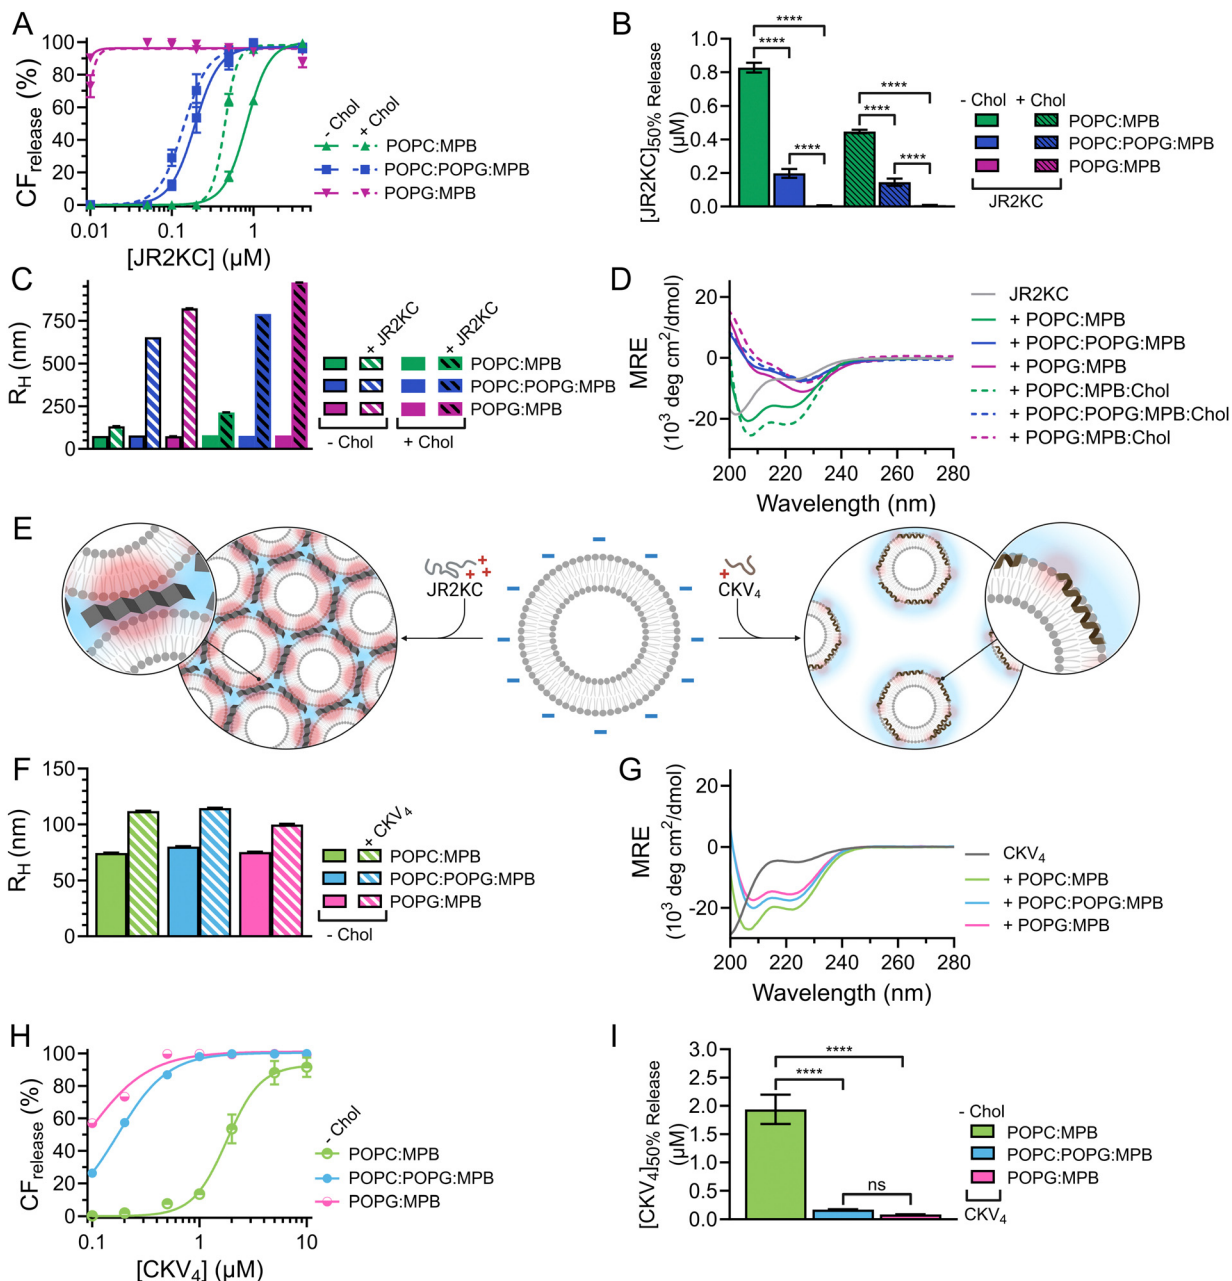 A
CF_release (%)
100
80
60
40
20
0
0.01
0.1
1
[JR2KC] (µM)
- Chol
+ Chol
POPC:MPB
POPC:POPG:MPB
POPG:MPB
B
[JR2KC]50% Release
(µM)
1.0
0.8
0.6
0.4
0.2
0.0
****
****
****
****
****
****
- Chol + Chol
POPC:MPB
POPC:POPG:MPB
POPG:MPB
JR2KC
C
R_H (nm)
750
500
250
0
+ JR2KC
+ JR2KC
POPC:MPB
POPC:POPG:MPB
POPG:MPB
- Chol
+ Chol
D
MRE
(10³ deg cm²/dmol)
20
0
-20
200 220 240 260 280
Wavelength (nm)
JR2KC
+ POPC:MPB
+ POPC:POPG:MPB
+ POPG:MPB
+ POPC:MPB:Chol
+ POPC:POPG:MPB:Chol
+ POPG:MPB:Chol
E
JR2KC
+
+
+
CKV₄
+
F
R_H (nm)
150
100
50
0
+ CKV₄
POPC:MPB
POPC:POPG:MPB
POPG:MPB
- Chol
G
MRE
(10³ deg cm²/dmol)
20
0
-20
200 220 240 260 280
Wavelength (nm)
CKV₄
+ POPC:MPB
+ POPC:POPG:MPB
+ POPG:MPB
H
CF_release (%)
100
80
60
40
20
0
0.1
1
10
[CKV₄] (µM)
- Chol
POPC:MPB
POPC:POPG:MPB
POPG:MPB
I
[CKV₄]50% Release
(µM)
3.0
2.5
2.0
1.5
1.0
0.5
0.0
****
****
ns
- Chol
POPC:MPB
POPC:POPG:MPB
POPG:MPB
CKV₄